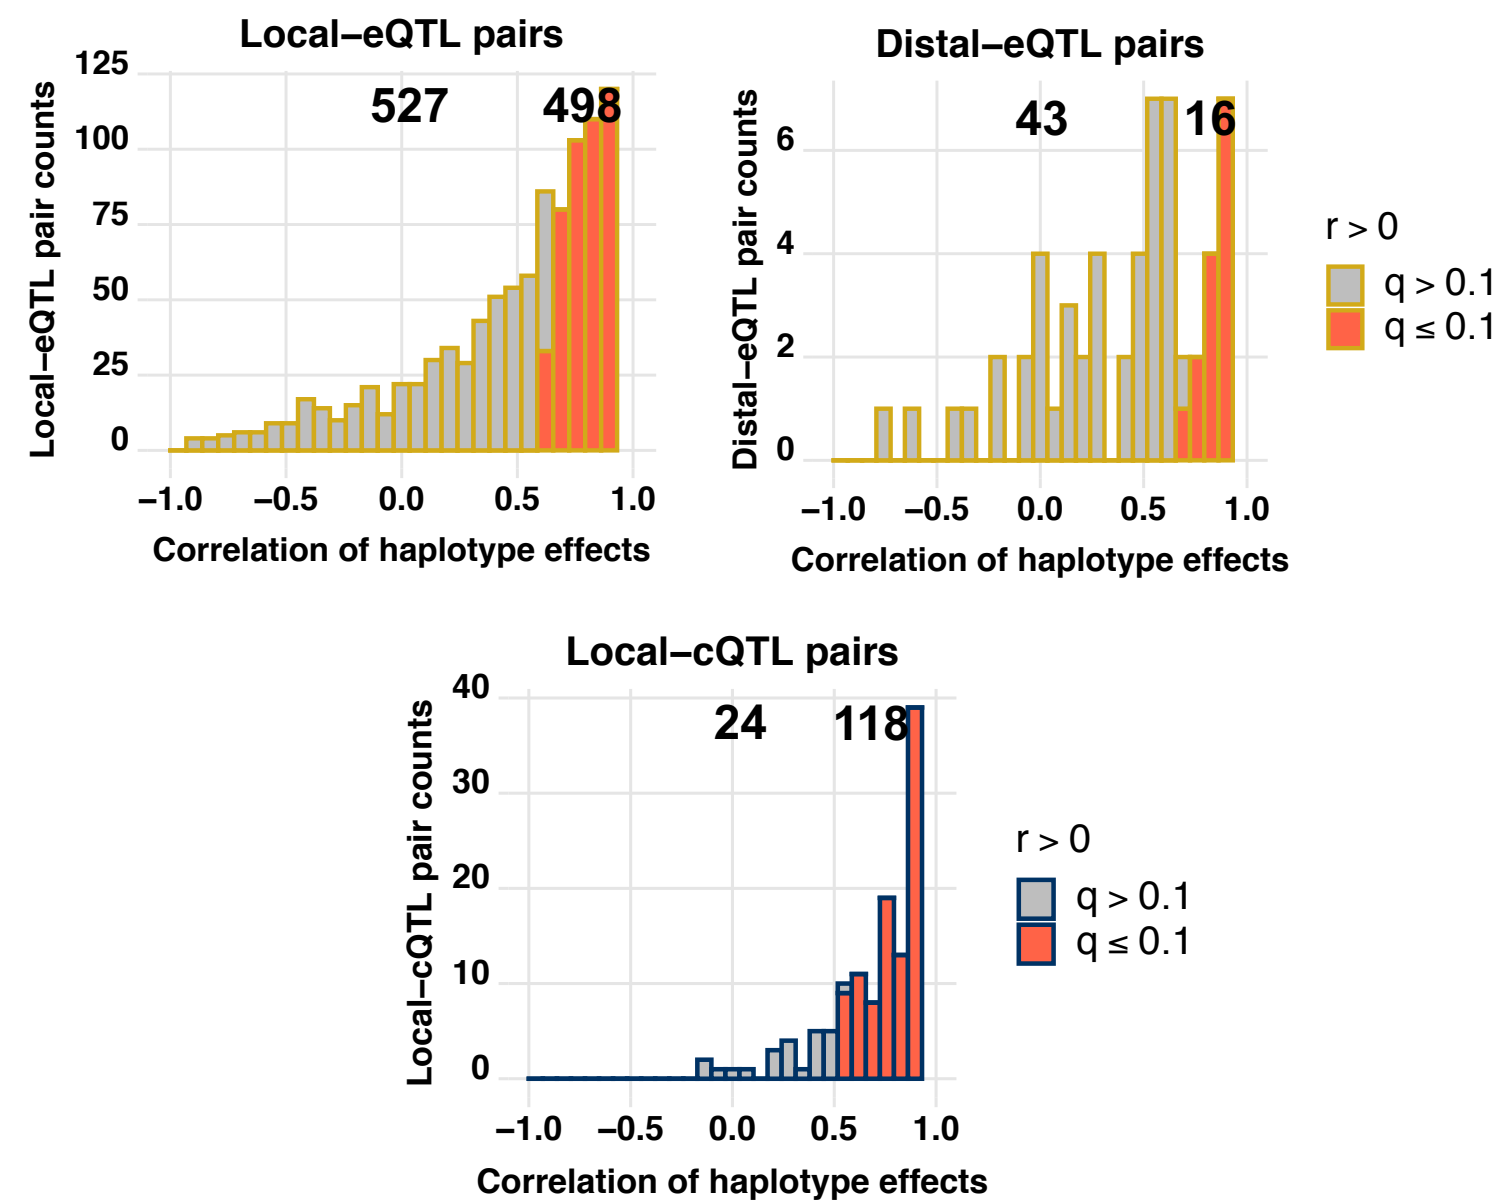 Local−eQTL pairs
Local−eQTL pair counts
125
100
75
50
25
0
527
498
−1.0
−0.5
0.0
0.5
1.0
Correlation of haplotype effects
Distal−eQTL pairs
Distal−eQTL pair counts
6
4
2
0
43
16
−1.0
−0.5
0.0
0.5
1.0
Correlation of haplotype effects
r > 0
q > 0.1
q ≤ 0.1
Local−cQTL pairs
Local−cQTL pair counts
40
30
20
10
0
24
118
−1.0
−0.5
0.0
0.5
1.0
Correlation of haplotype effects
r > 0
q > 0.1
q ≤ 0.1